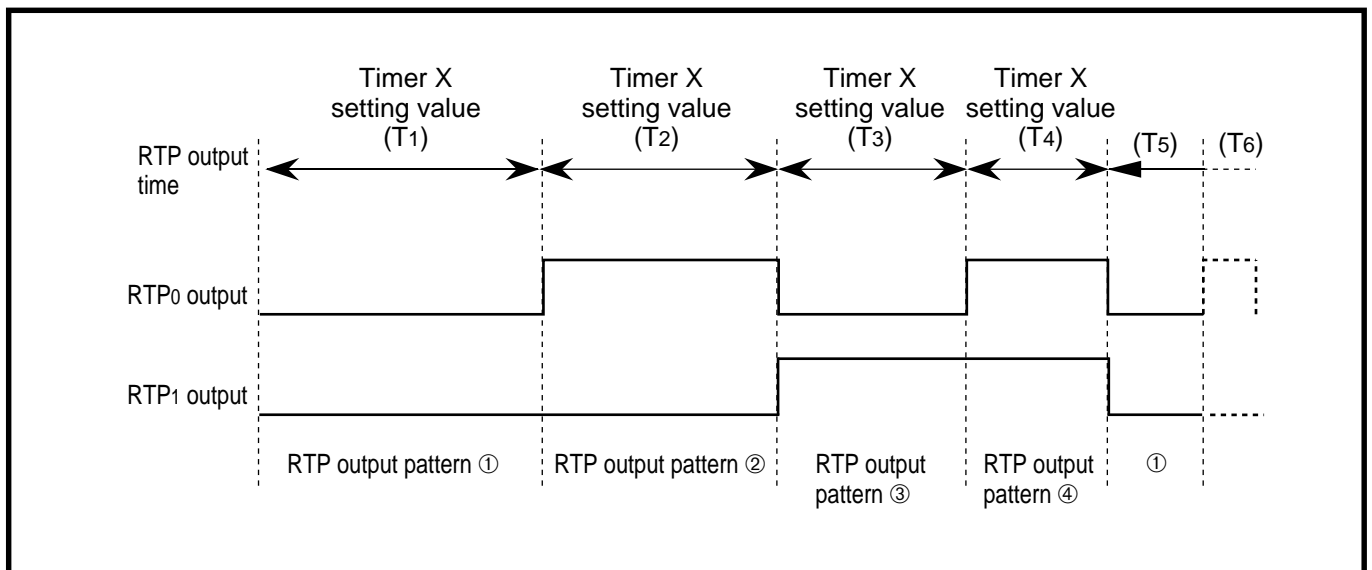 Timer X
setting value
(T1)
Timer X
setting value
(T2)
Timer X
setting value
(T3)
Timer X
setting value
(T4)
(T5)
(T6)
RTP output
time
RTP0 output
RTP1 output
RTP output pattern ①
RTP output pattern ②
RTP output
pattern ③
RTP output
pattern ④
①